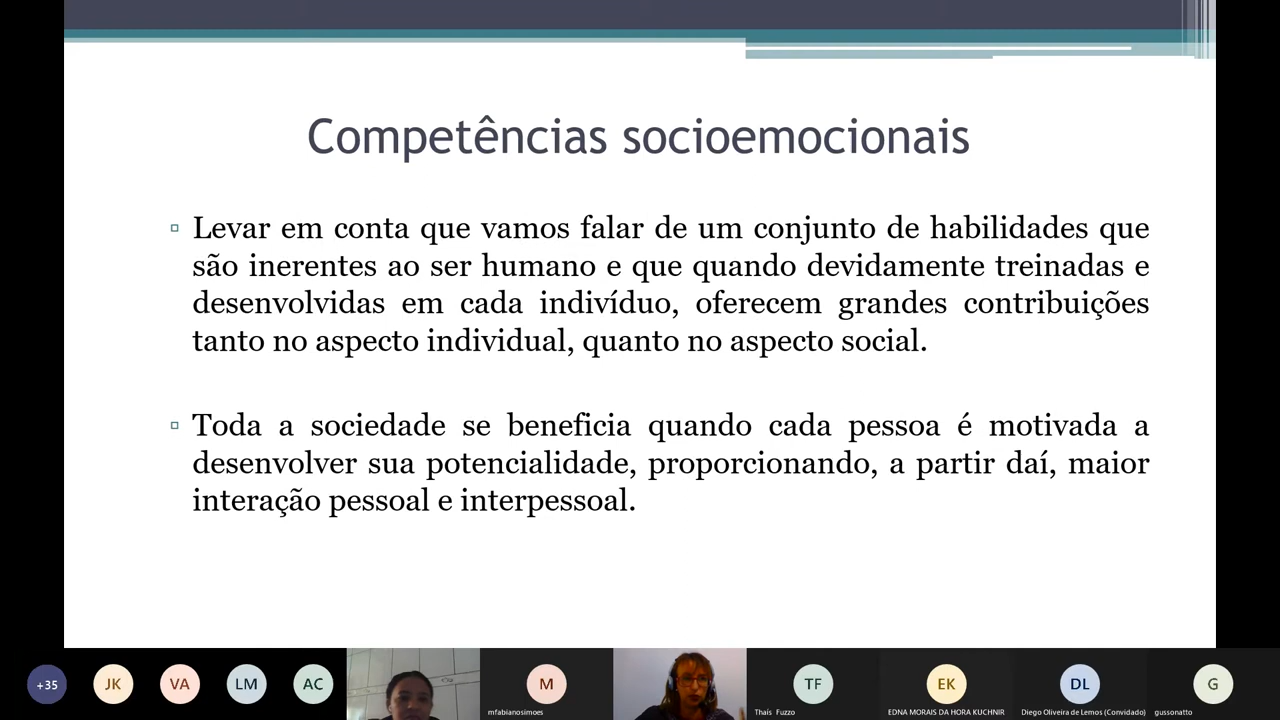 Competências socioemocionais
Levar em conta que vamos falar de um conjunto de habilidades que
são inerentes ao ser humano e que quando devidamente treinadas e
desenvolvidas em cada indivíduo, oferecem grandes contribuições
tanto no aspecto individual, quanto no aspecto social.
Toda a sociedade se beneficia quando cada pessoa é motivada a
desenvolver sua potencialidade, proporcionando, a partir daí, maior
interação pessoal e interpessoal.
+35 JK VA LM AC M TF EK DL G
mfabianosimoes Thaís Fuzzo EDNA MORAIS DA HORA KUCHNIR Diego Oliveira de Lemos (Convidado) gussonatto